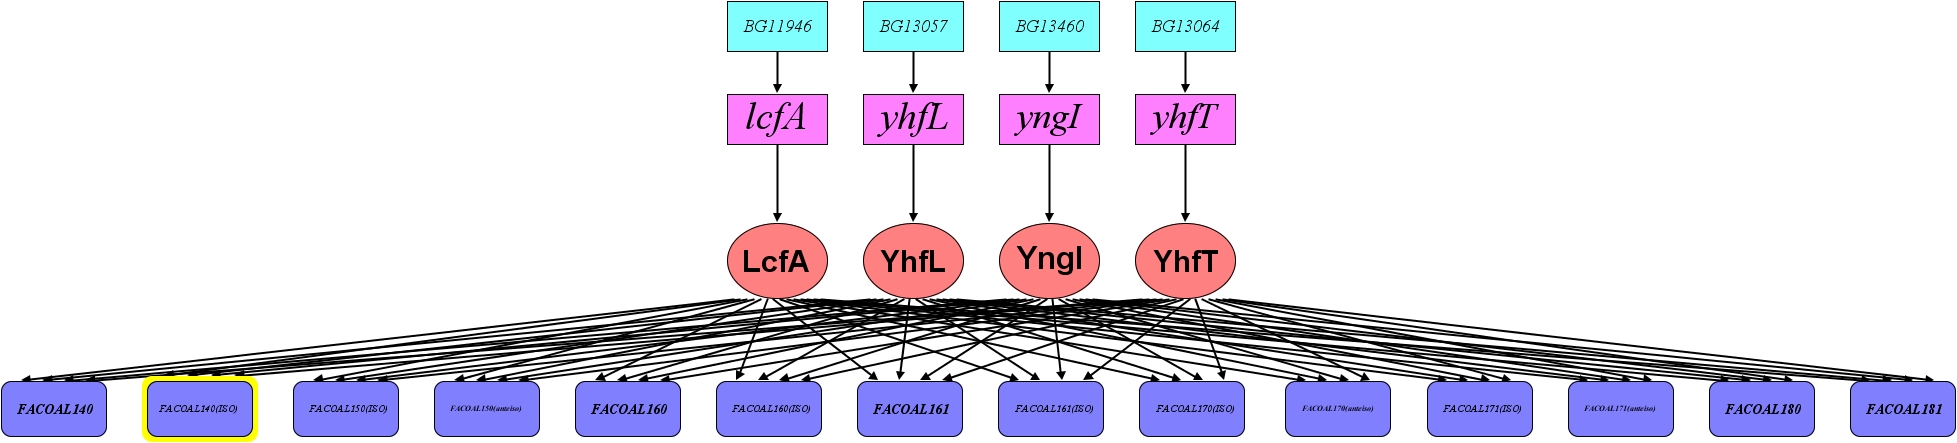 BG11946 BG13057 BG13460 BG13064
lcfA yhfL yngI yhfT
LcfA YhfL YngI YhfT
FACOAL140 FACOAL140(ISO) FACOAL150(ISO) FACOAL150(anteiso) FACOAL160 FACOAL160(ISO) FACOAL161 FACOAL161(ISO) FACOAL170(ISO) FACOAL170(anteiso) FACOAL171(ISO) FACOAL171(anteiso) FACOAL180 FACOAL181